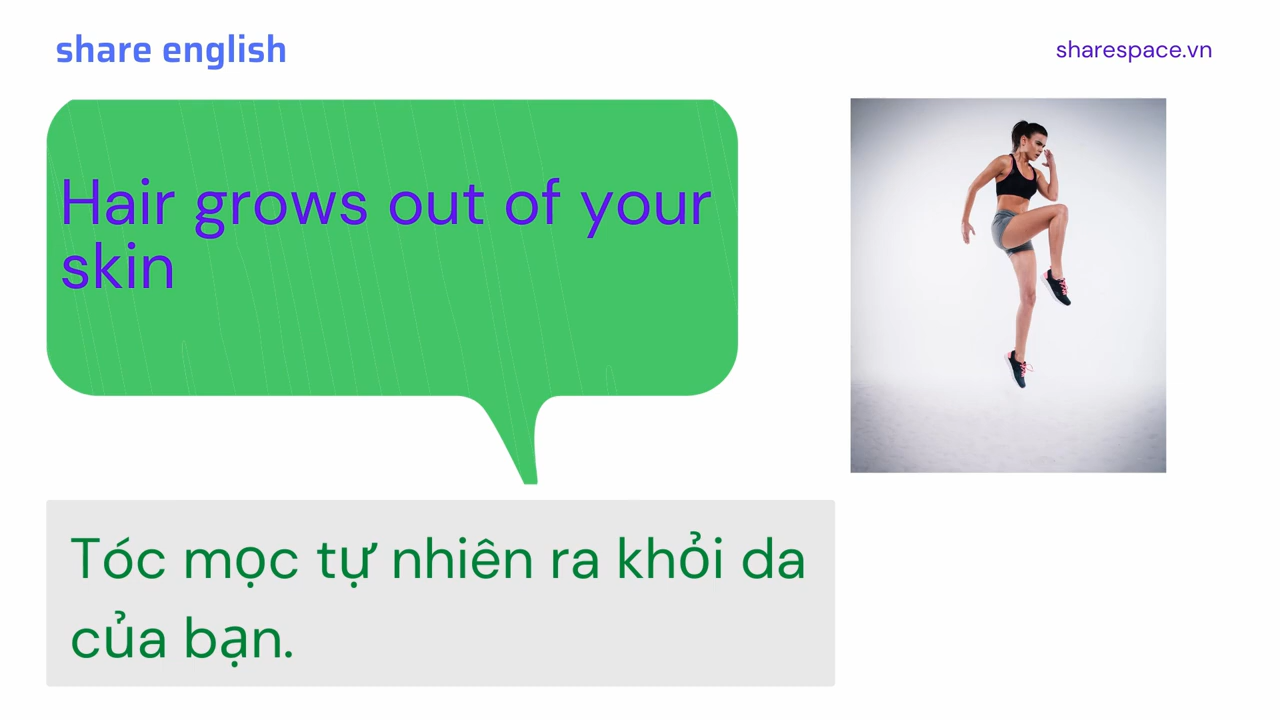 share english
sharespace.vn
Hair grows out of your
skin
Tóc mọc tự nhiên ra khỏi da
của bạn.